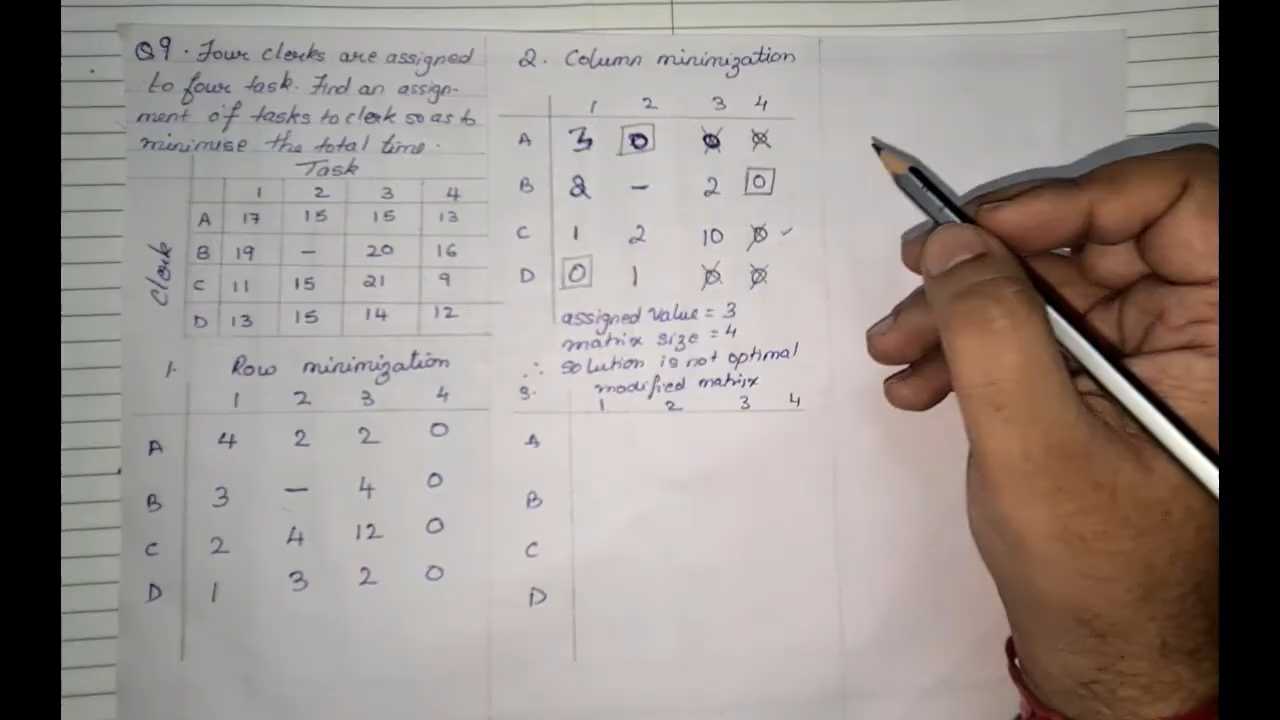 Q9. Four clerks are assigned
to four task. Find an assign-
ment of tasks to clerk so as to
minimise the total time.
Task
1 2 3 4
A 17 15 15 13
B 19 - 20 16
C 11 15 21 9
D 13 15 14 12
Clerk
1. Row minimization
1 2 3 4
A 4 2 2 0
B 3 - 4 0
C 2 4 12 0
D 1 3 2 0
2. Column minimization
1 2 3 4
A 3 0 0 0
B 2 - 2 0
C 1 2 10 0 ✓
D 0 1 0 0
assigned value = 3
matrix size = 4
∴ solution is not optimal
3. modified matrix
1 2 3 4
A
B
C
D